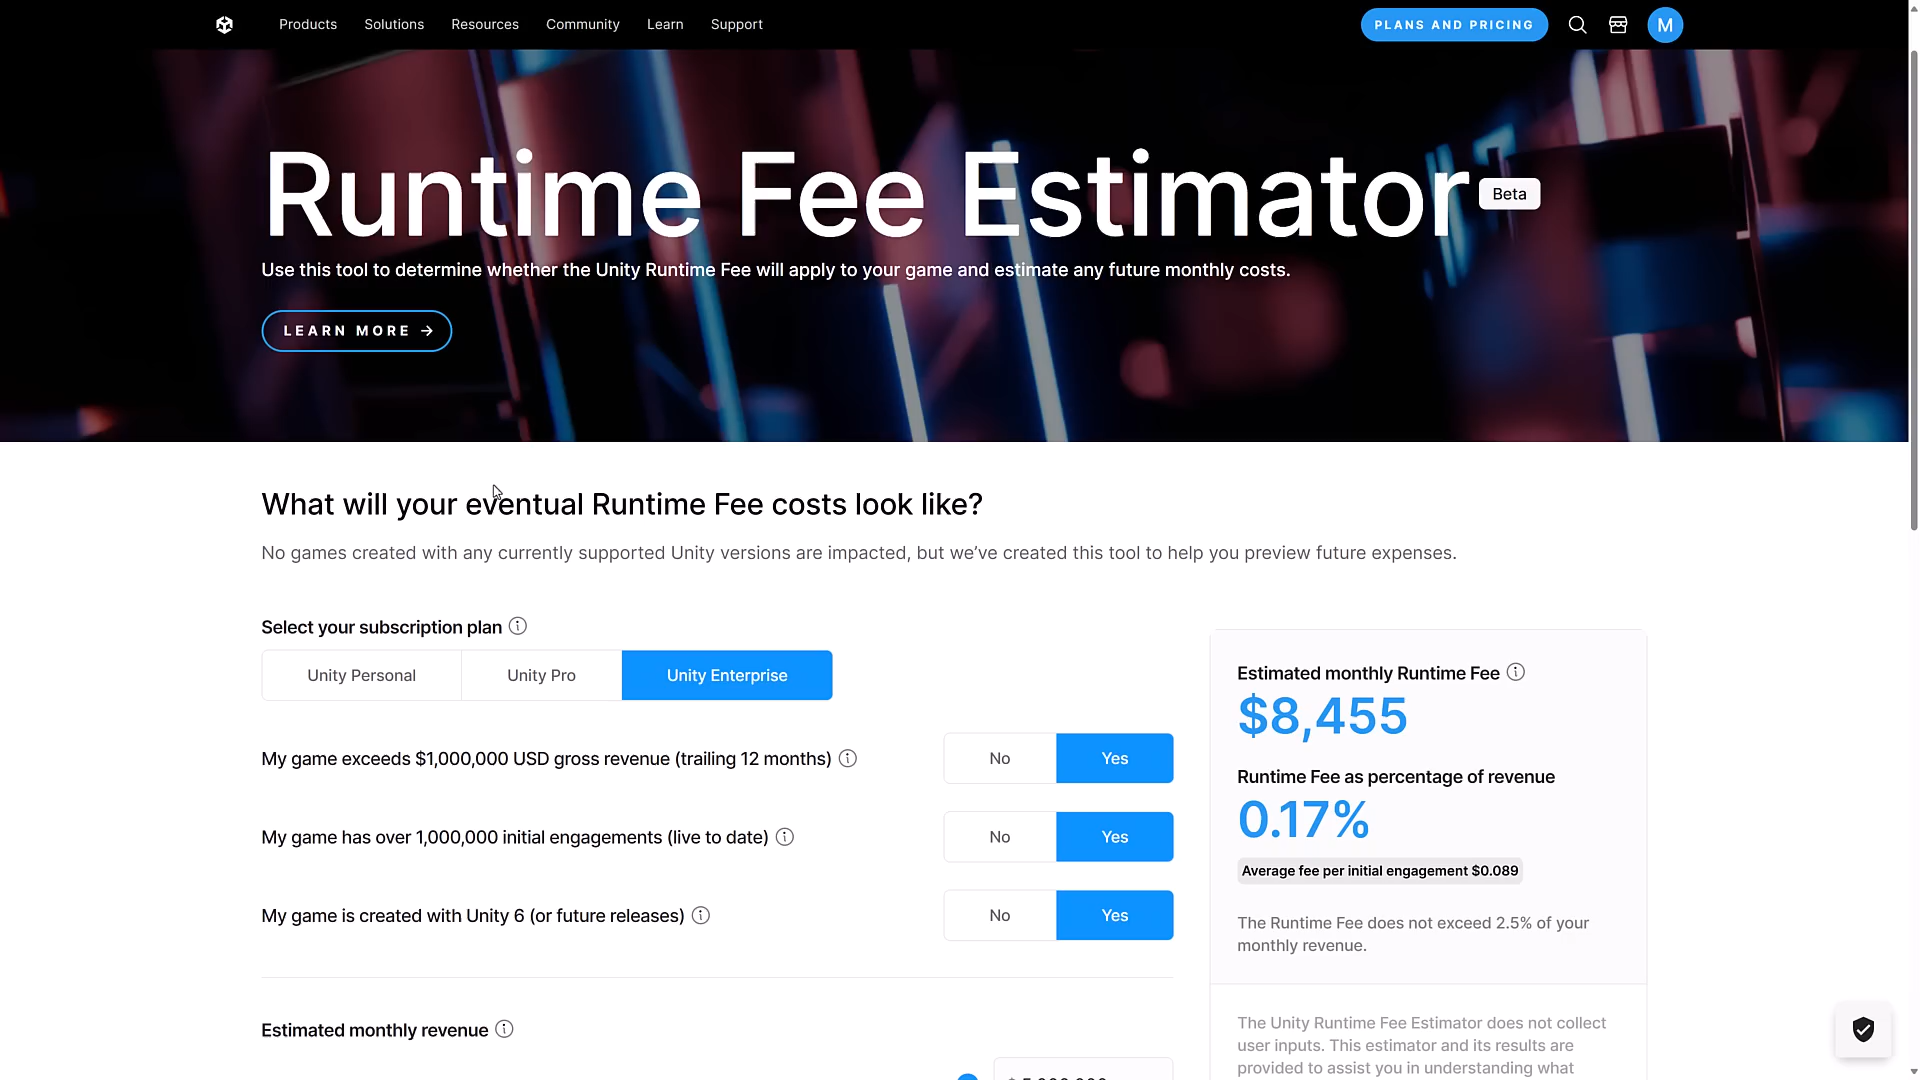 Products Solutions Resources Community Learn Support PLANS AND PRICING M
Runtime Fee Estimator Beta
Use this tool to determine whether the Unity Runtime Fee will apply to your game and estimate any future monthly costs.
LEARN MORE →
What will your eventual Runtime Fee costs look like?
No games created with any currently supported Unity versions are impacted, but we’ve created this tool to help you preview future expenses.
Select your subscription plan
Unity Personal Unity Pro Unity Enterprise
My game exceeds $1,000,000 USD gross revenue (trailing 12 months) No Yes
My game has over 1,000,000 initial engagements (live to date) No Yes
My game is created with Unity 6 (or future releases) No Yes
Estimated monthly revenue
Estimated monthly Runtime Fee
$8,455
Runtime Fee as percentage of revenue
0.17%
Average fee per initial engagement $0.089
The Runtime Fee does not exceed 2.5% of your
monthly revenue.
The Unity Runtime Fee Estimator does not collect
user inputs. This estimator and its results are
provided to assist you in understanding what